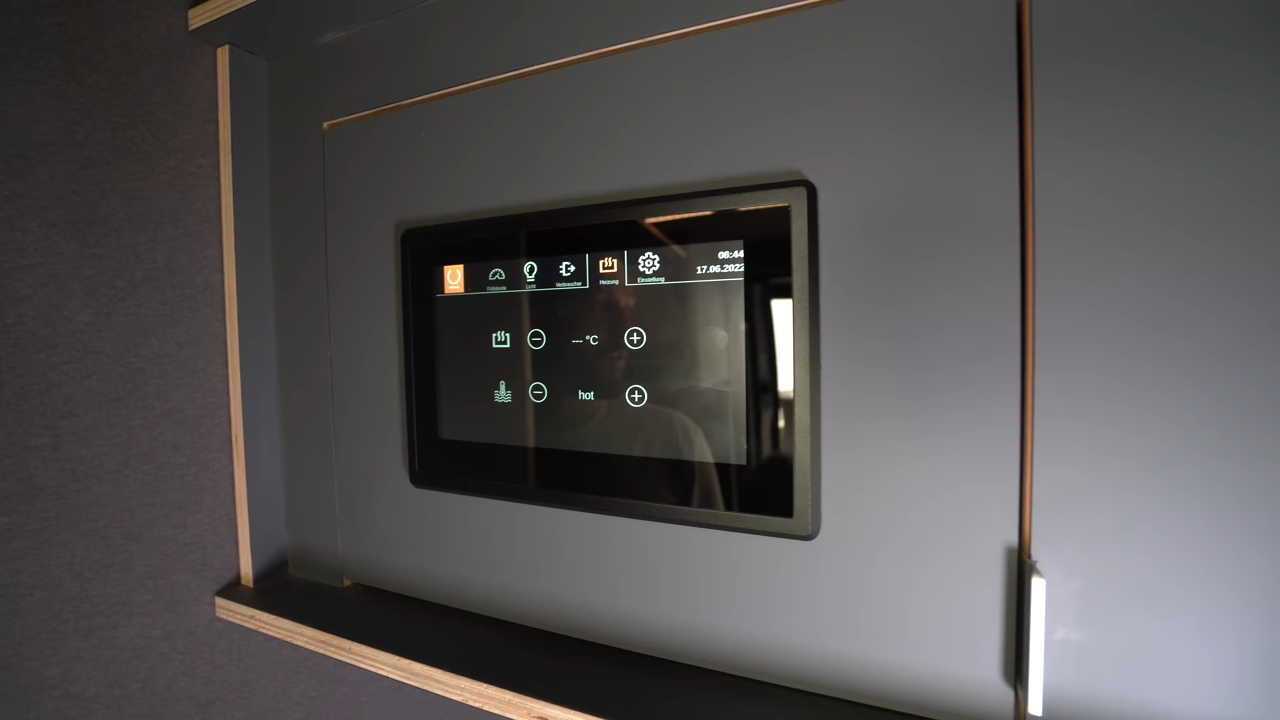 Füllstände
Licht
Verbraucher
Heizung
Einstellung
08:44
17.06.2022
--- °C
hot